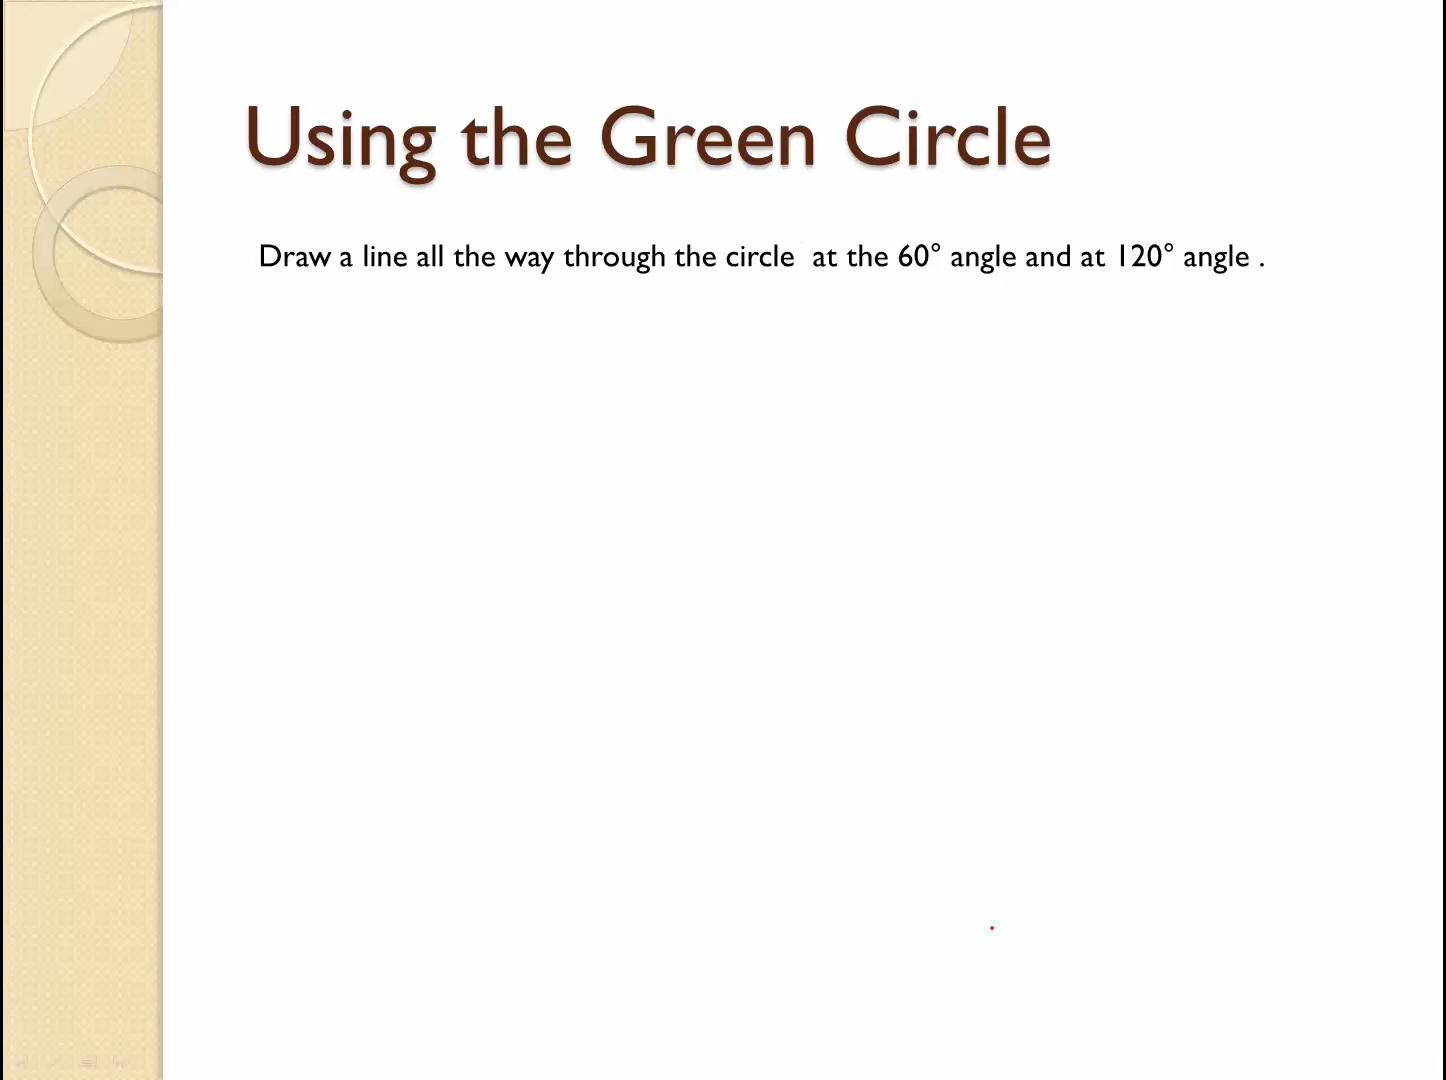 Using the Green Circle
Draw a line all the way through the circle at the 60° angle and at 120° angle .